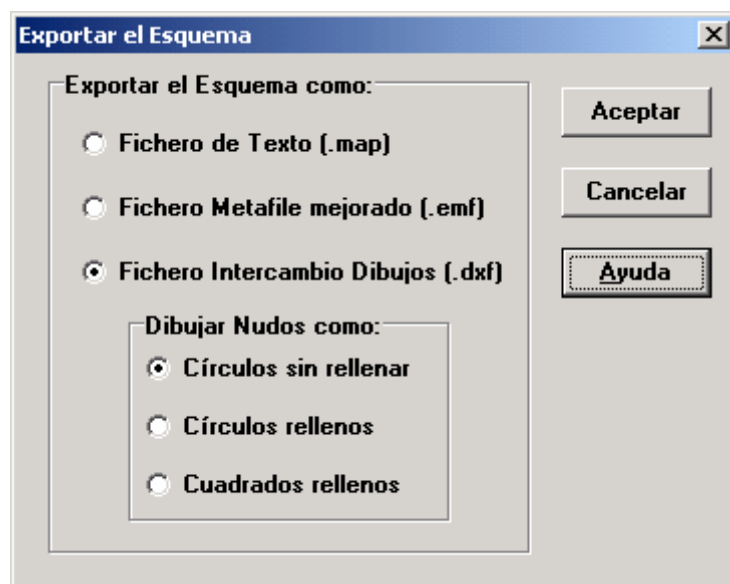 Exportar el Esquema
Exportar el Esquema como:
Fichero de Texto (.map)
Fichero Metafile mejorado (.emf)
Fichero Intercambio Dibujos (.dxf)
Dibujar Nudos como:
Círculos sin rellenar
Círculos rellenos
Cuadrados rellenos
Aceptar
Cancelar
Ayuda